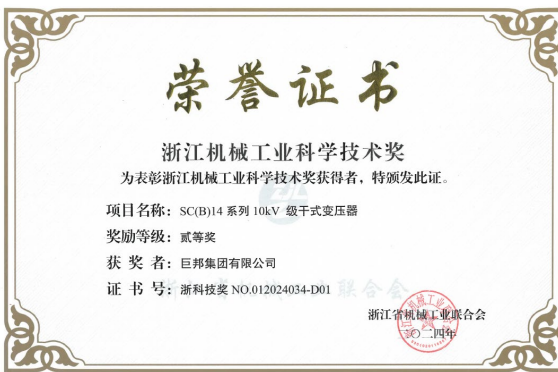 荣誉证书
浙江机械工业科学技术奖
为表彰浙江机械工业科学技术奖获得者，特颁发此证。
项目名称：SC(B)14 系列 10kV 级干式变压器
奖励等级：贰等奖
获 奖 者：巨邦集团有限公司
证 书 号：浙科技奖 NO.012024034-D01
浙江省机械工业联合会
二〇二四年